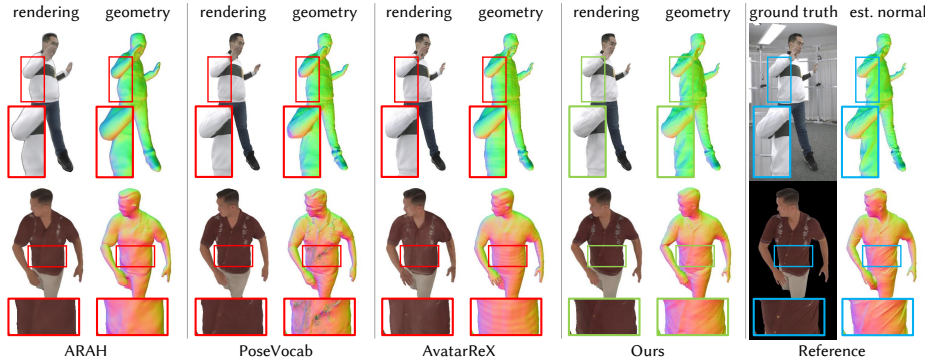 rendering geometry rendering geometry rendering geometry rendering geometry ground truth est. normal
ARAH PoseVocab AvatarReX Ours Reference